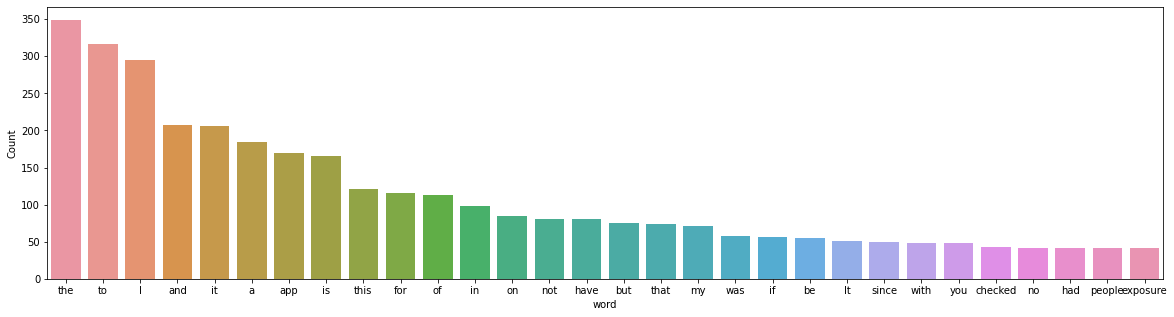 350
300
250
200
150
100
50
0
Count
the to I and it a app is this for of in on not have but that my was if be It since with you checked no had people exposure
word